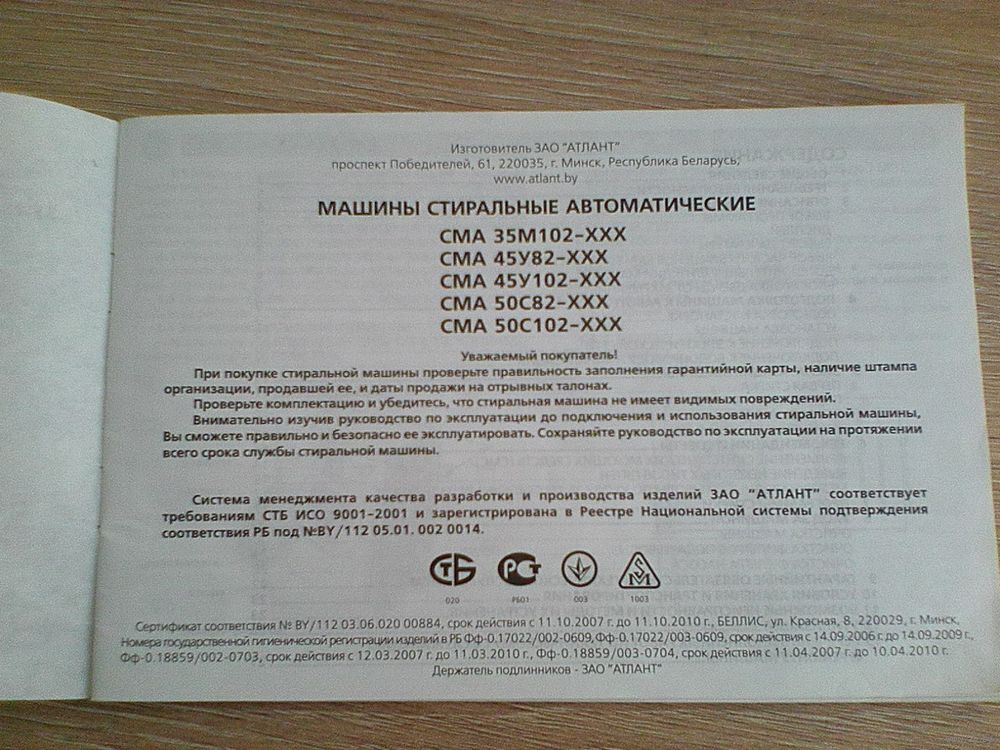 Изготовитель ЗАО "АТЛАНТ"
проспект Победителей, 61, 220035, г. Минск, Республика Беларусь,
www.atlant.by
МАШИНЫ СТИРАЛЬНЫЕ АВТОМАТИЧЕСКИЕ
СМА 35М102-ХХХ
СМА 45У82-ХХХ
СМА 45У102-ХХХ
СМА 50С82-ХХХ
СМА 50С102-ХХХ
Уважаемый покупатель!
При покупке стиральной машины проверьте правильность заполнения гарантийной карты, наличие штампа
организации, продавшей ее, и даты продажи на отрывных талонах.
Проверьте комплектацию и убедитесь, что стиральная машина не имеет видимых повреждений.
Внимательно изучив руководство по эксплуатации до подключения и использования стиральной машины,
Вы сможете правильно и безопасно ее эксплуатировать. Сохраняйте руководство по эксплуатации на протяжении
всего срока службы стиральной машины.
Система менеджмента качества разработки и производства изделий ЗАО "АТЛАНТ" соответствует
требованиям СТБ ИСО 9001-2001 и зарегистрирована в Реестре Национальной системы подтверждения
соответствия РБ под №BY/112 05.01. 002 0014.
СТБ РСТ SM
020 РБ01 003 1003
Сертификат соответствия № BY/112 03.06.020 00884, срок действия с 11.10.2007 г. до 11.10.2010 г., БЕЛЛИС, ул. Красная, 8, 220029, г. Минск.
Номера государственной гигиенической регистрации изделий в РБ Фф-0.17022/002-0609, Фф-0.17022/003-0609, срок действия с 14.09.2006 г. до 14.09.2009 г.,
Фф-0.18859/002-0703, срок действия с 12.03.2007 г. до 11.03.2010 г., Фф-0.18859/003-0704, срок действия с 11.04.2007 г. до 10.04.2010 г.
Держатель подлинников - ЗАО "АТЛАНТ"